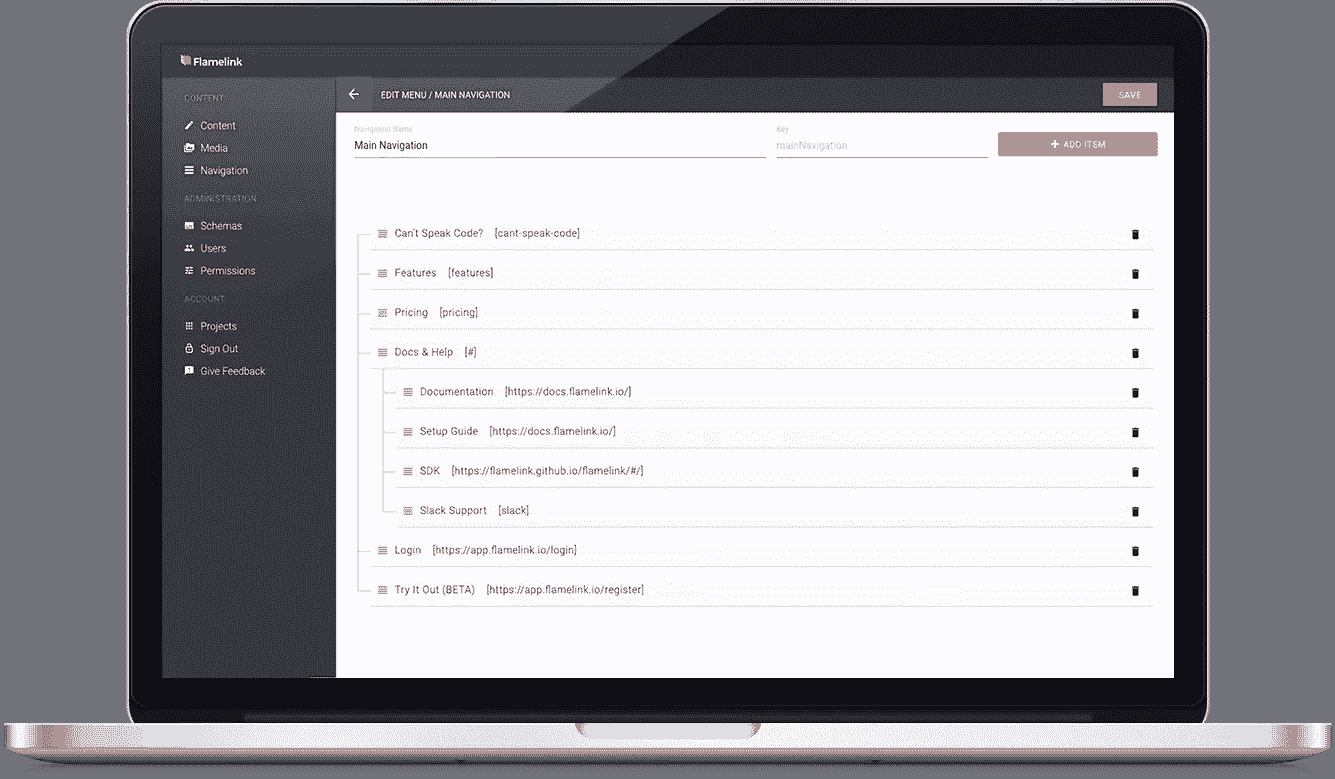 Flamelink
CONTENT
Content
Media
Navigation
ADMINISTRATION
Schemas
Users
Permissions
ACCOUNT
Projects
Sign Out
Give Feedback
EDIT MENU / MAIN NAVIGATION
SAVE
Navigation Name
Main Navigation
Key
mainNavigation
+ ADD ITEM
Can't Speak Code? [cant-speak-code]
Features [features]
Pricing [pricing]
Docs & Help [#]
Documentation [https://docs.flamelink.io/]
Setup Guide [https://docs.flamelink.io/]
SDK [https://flamelink.github.io/flamelink/#/]
Slack Support [slack]
Login [https://app.flamelink.io/login]
Try It Out (BETA) [https://app.flamelink.io/register]